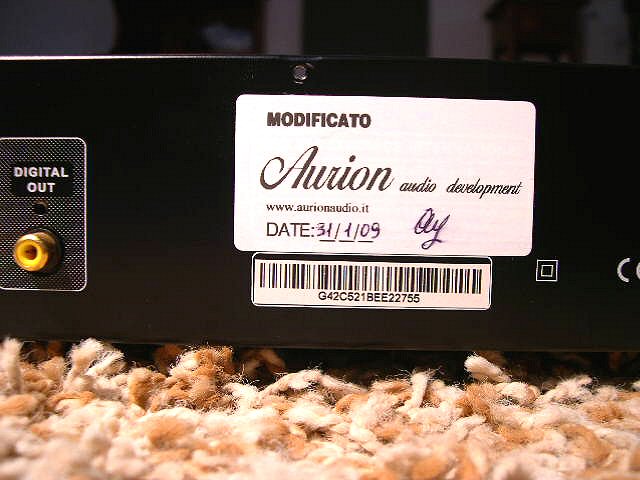 DIGITAL
OUT
MODIFICATO
Aurion audio development
www.aurionaudio.it
DATE: 31/1/09
G42C521BEE22755